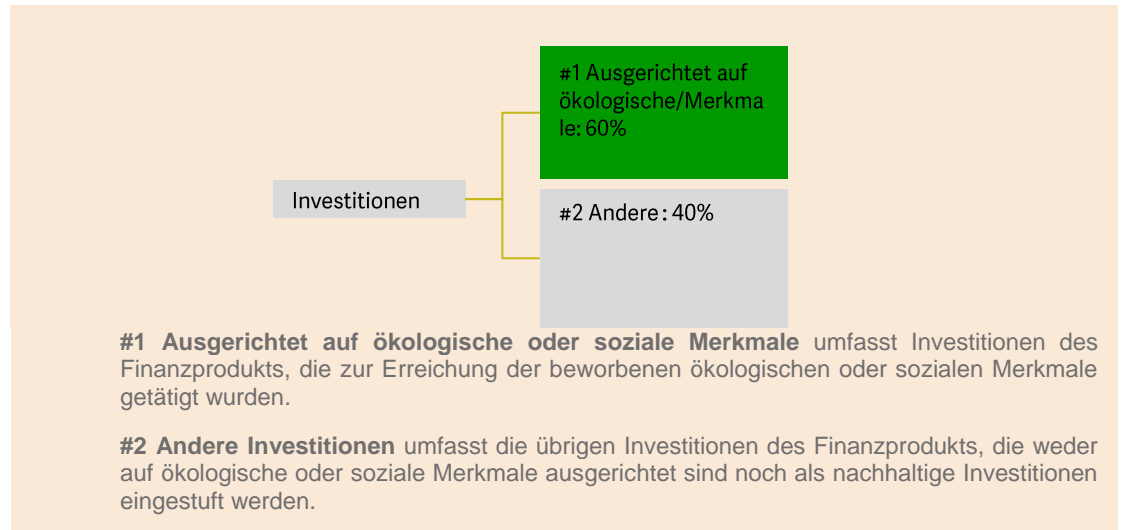 #1 Ausgerichtet auf
ökologische/Merkma
le: 60%
Investitionen
#2 Andere: 40%
#1 Ausgerichtet auf ökologische oder soziale Merkmale umfasst Investitionen des
Finanzprodukts, die zur Erreichung der beworbenen ökologischen oder sozialen Merkmale
getätigt wurden.
#2 Andere Investitionen umfasst die übrigen Investitionen des Finanzprodukts, die weder
auf ökologische oder soziale Merkmale ausgerichtet sind noch als nachhaltige Investitionen
eingestuft werden.